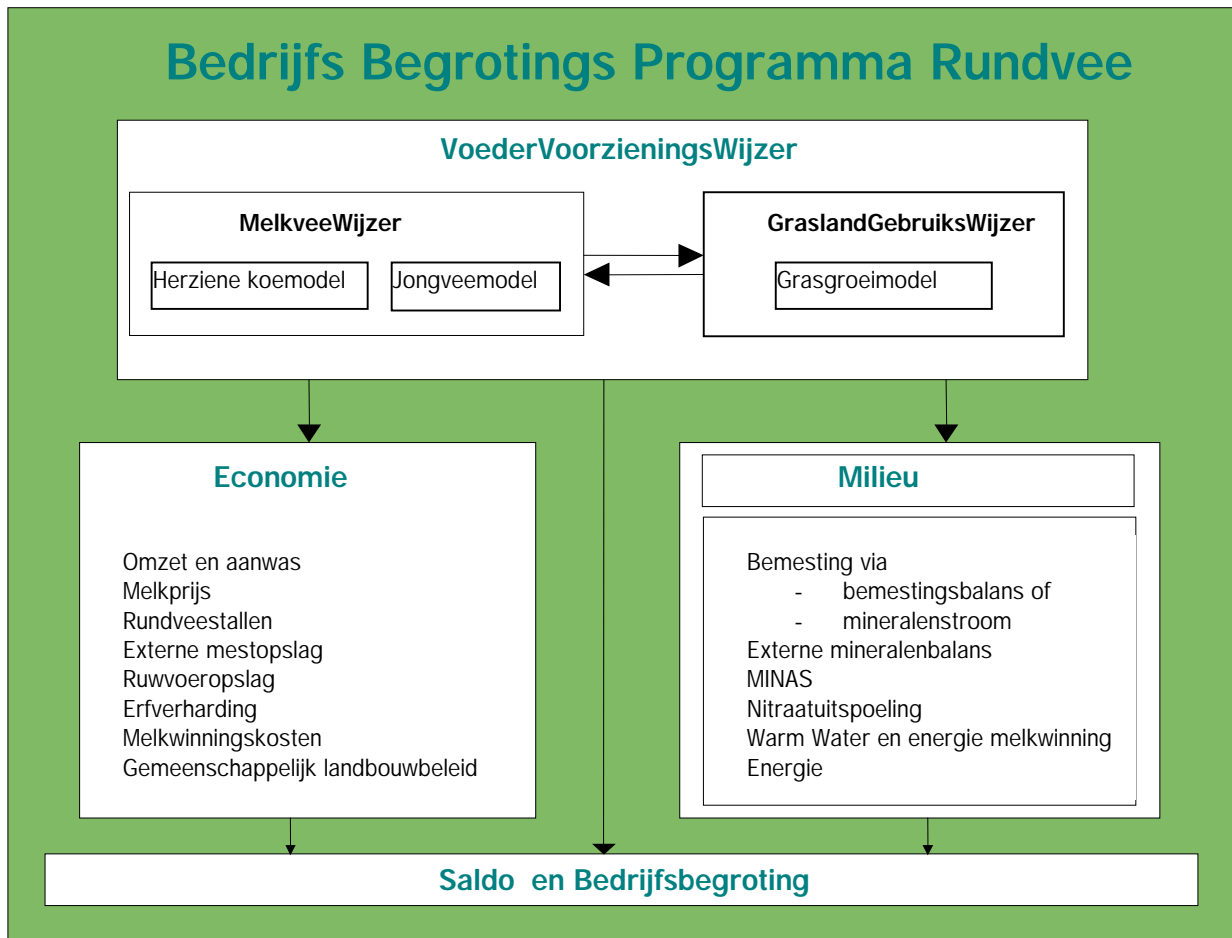 Bedrijfs Begrotings Programma Rundvee
VoederVoorzieningsWijzer
MelkveeWijzer
Herziene koemodel
Jongveemodel
GraslandGebruiksWijzer
Grasgroeimodel
Economie
Omzet en aanwas
Melkprijs
Rundveestallen
Externe mestopslag
Ruwvoeropslag
Erfverharding
Melkwinningskosten
Gemeenschappelijk landbouwbeleid
Milieu
Bemesting via
- bemestingsbalans of
- mineralenstroom
Externe mineralenbalans
MINAS
Nitraatuitspoeling
Warm Water en energie melkwinning
Energie
Saldo en Bedrijfsbegroting